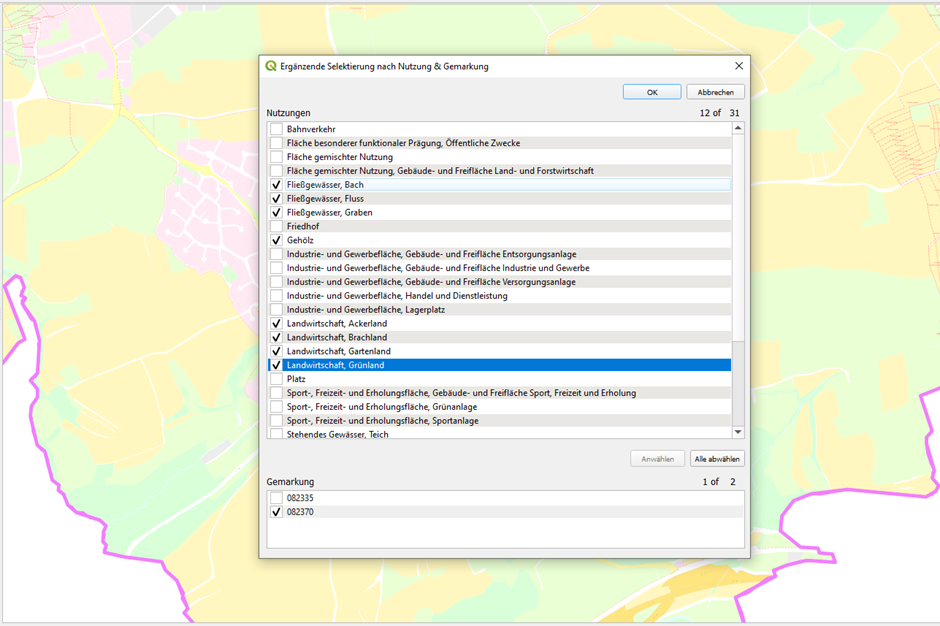 Ergänzende Selektierung nach Nutzung & Gemarkung
OK
Abbrechen
Nutzungen
12 of 31
Bahnverkehr
Fläche besonderer funktionaler Prägung, Öffentliche Zwecke
Fläche gemischter Nutzung
Fläche gemischter Nutzung, Gebäude- und Freifläche Land- und Forstwirtschaft
Fließgewässer, Bach
Fließgewässer, Fluss
Fließgewässer, Graben
Friedhof
Gehölz
Industrie- und Gewerbefläche, Gebäude- und Freifläche Entsorgungsanlage
Industrie- und Gewerbefläche, Gebäude- und Freifläche Industrie und Gewerbe
Industrie- und Gewerbefläche, Gebäude- und Freifläche Versorgungsanlage
Industrie- und Gewerbefläche, Handel und Dienstleistung
Industrie- und Gewerbefläche, Lagerplatz
Landwirtschaft, Ackerland
Landwirtschaft, Brachland
Landwirtschaft, Gartenland
Landwirtschaft, Grünland
Platz
Sport-, Freizeit- und Erholungsfläche, Gebäude- und Freifläche Sport, Freizeit und Erholung
Sport-, Freizeit- und Erholungsfläche, Grünanlage
Sport-, Freizeit- und Erholungsfläche, Sportanlage
Stehendes Gewässer, Teich
Anwählen
Alle abwählen
Gemarkung
1 of 2
082335
082370